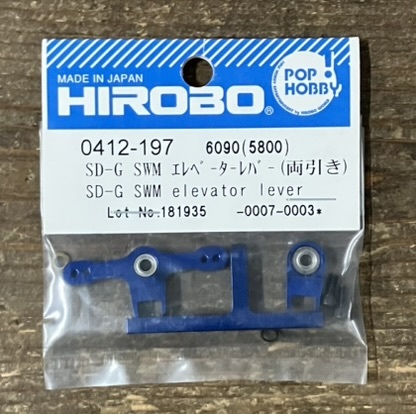 MADE IN JAPAN
HIROBO®
POP
HOBBY
0412-197 6090(5800)
SD-G SWM ｴﾚﾍﾞｰﾀｰﾚﾊﾞｰ(両引き)
SD-G SWM elevator lever
Lot No.181935 -0007-0003*